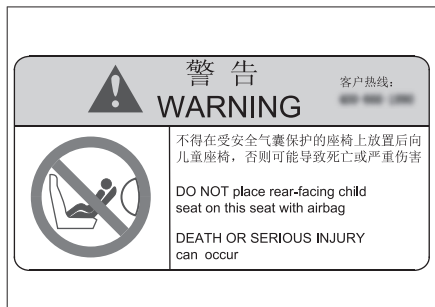 警告
WARNING
客户热线：
不得在受安全气囊保护的座椅上放置后向
儿童座椅，否则可能导致死亡或严重伤害
DO NOT place rear-facing child
seat on this seat with airbag
DEATH OR SERIOUS INJURY
can occur